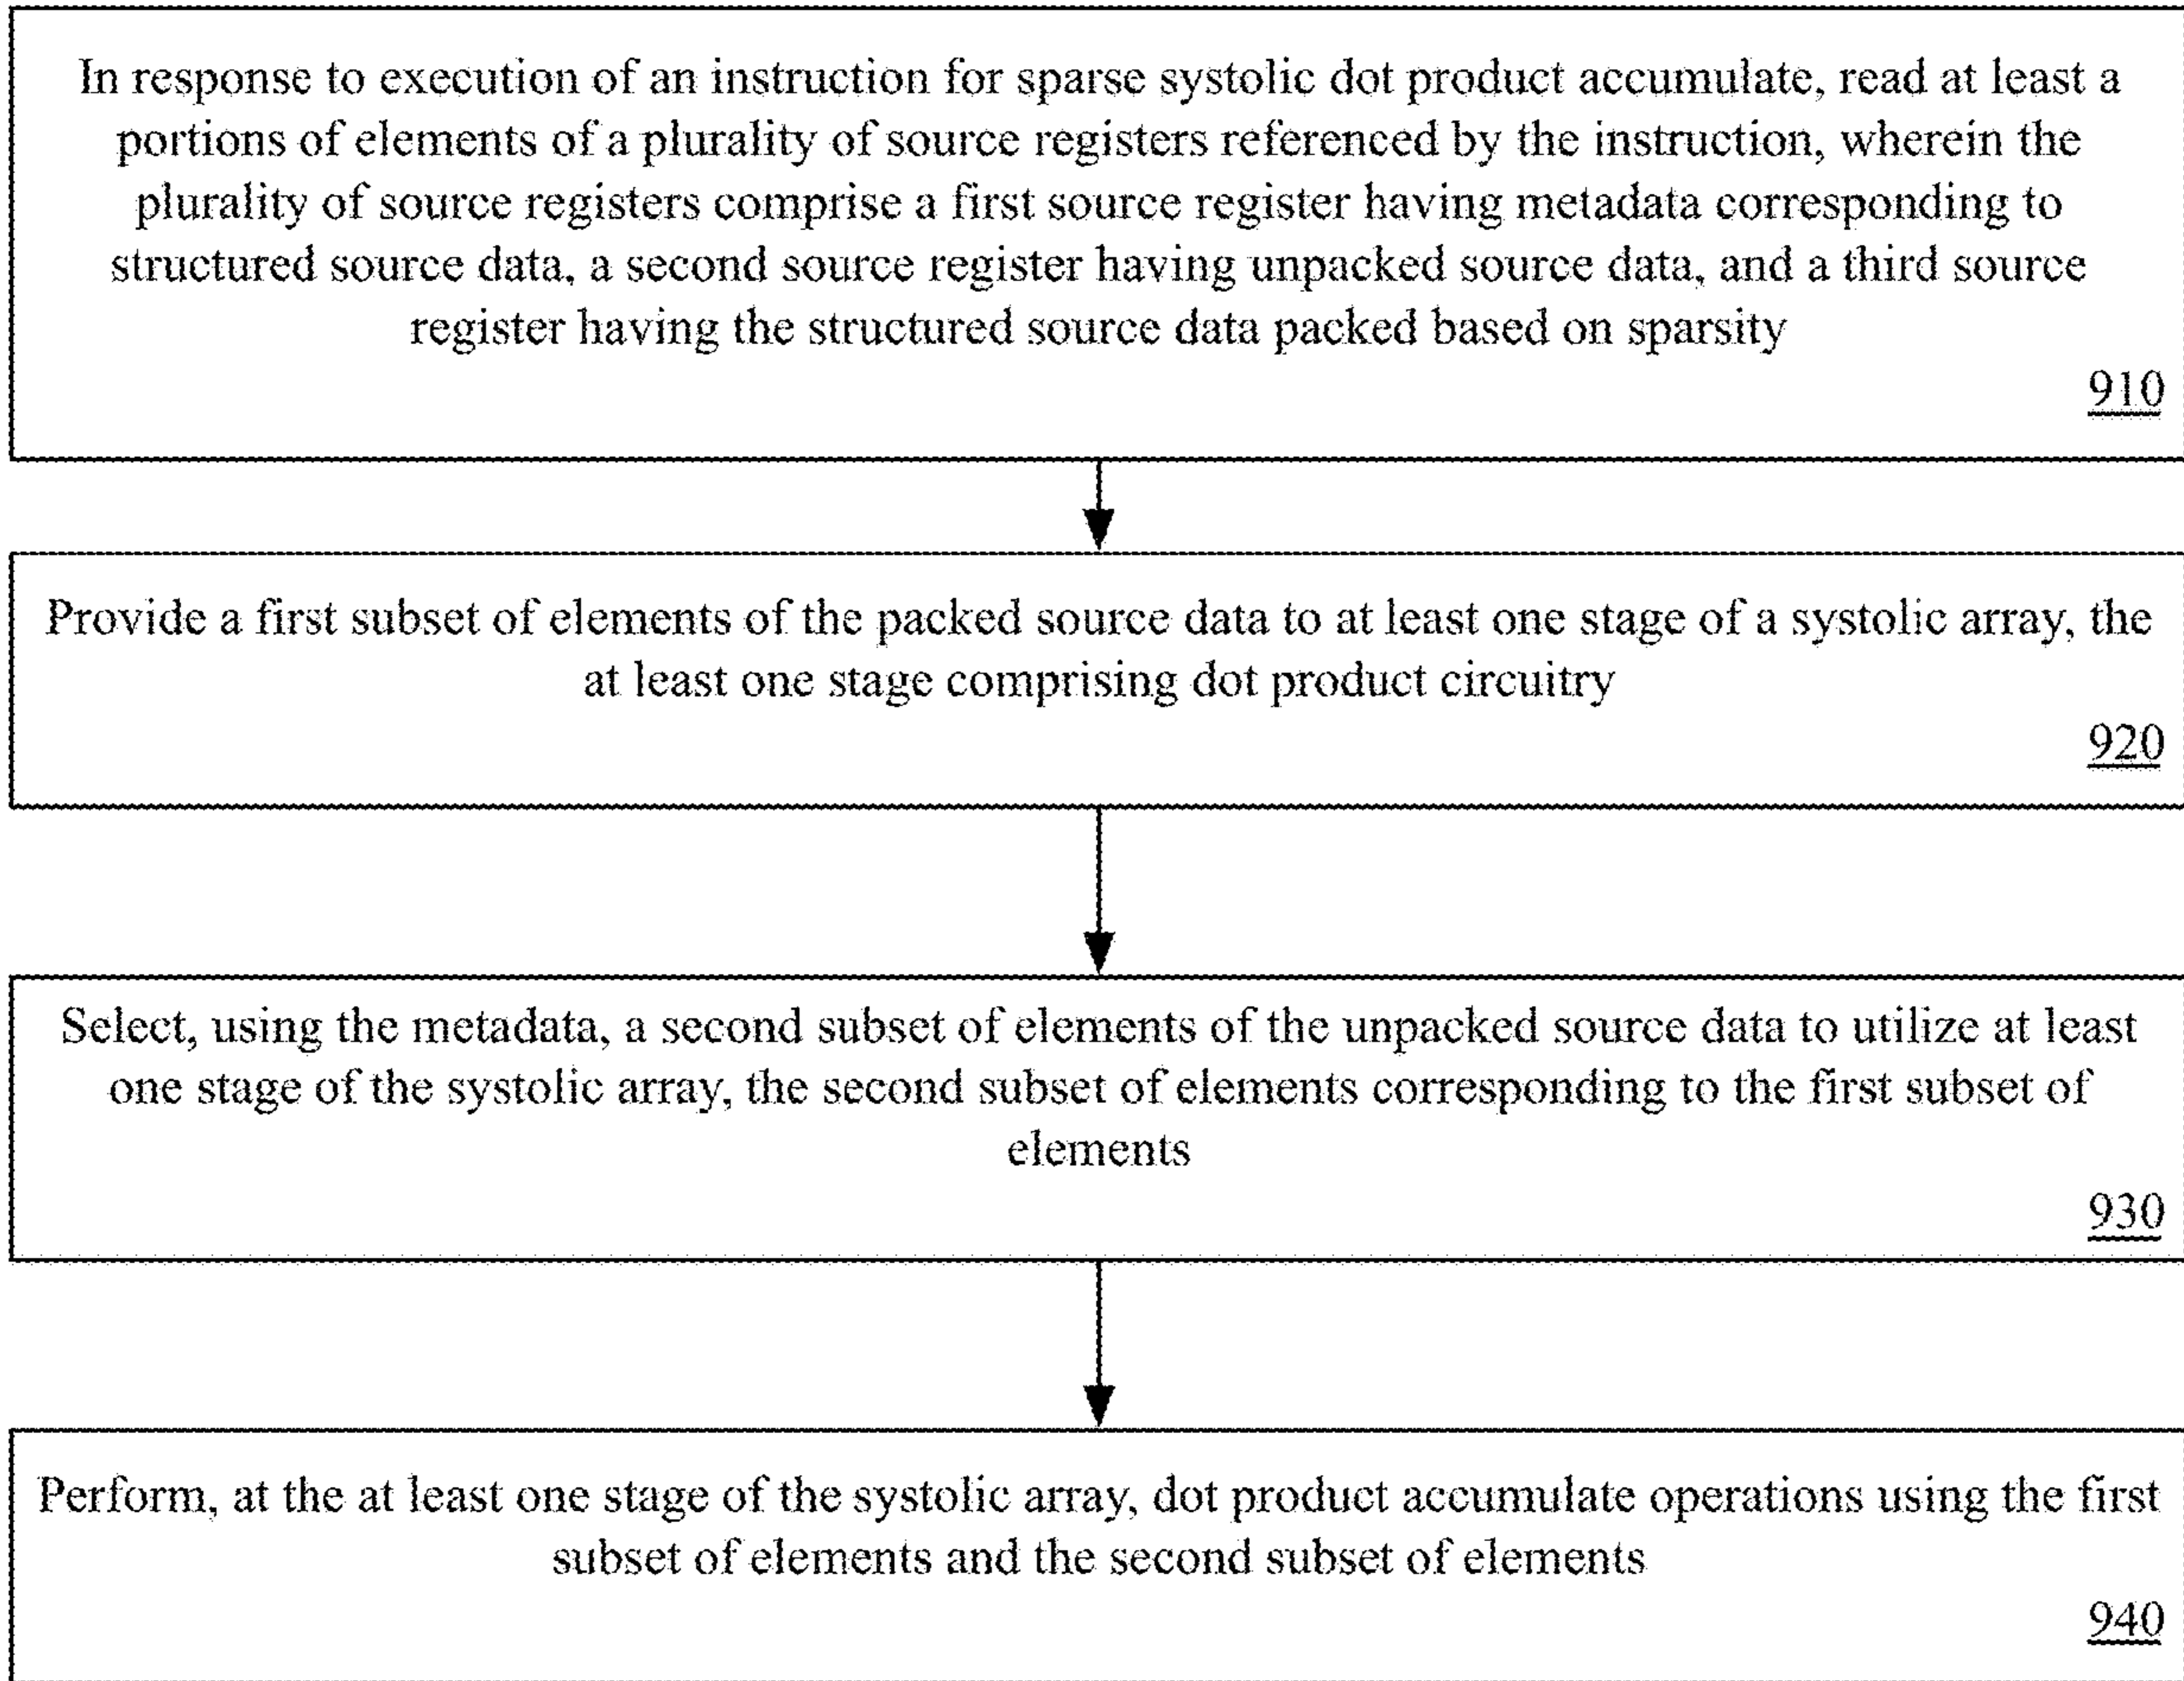 In response to execution of an instruction for sparse systolic dot product accumulate, read at least a
portions of elements of a plurality of source registers referenced by the instruction, wherein the
plurality of source registers comprise a first source register having metadata corresponding to
structured source data, a second source register having unpacked source data, and a third source
register having the structured source data packed based on sparsity
910
Provide a first subset of elements of the packed source data to at least one stage of a systolic array, the
at least one stage comprising dot product circuitry
920
Select, using the metadata, a second subset of elements of the unpacked source data to utilize at least
one stage of the systolic array, the second subset of elements corresponding to the first subset of
elements
930
Perform, at the at least one stage of the systolic array, dot product accumulate operations using the first
subset of elements and the second subset of elements
940